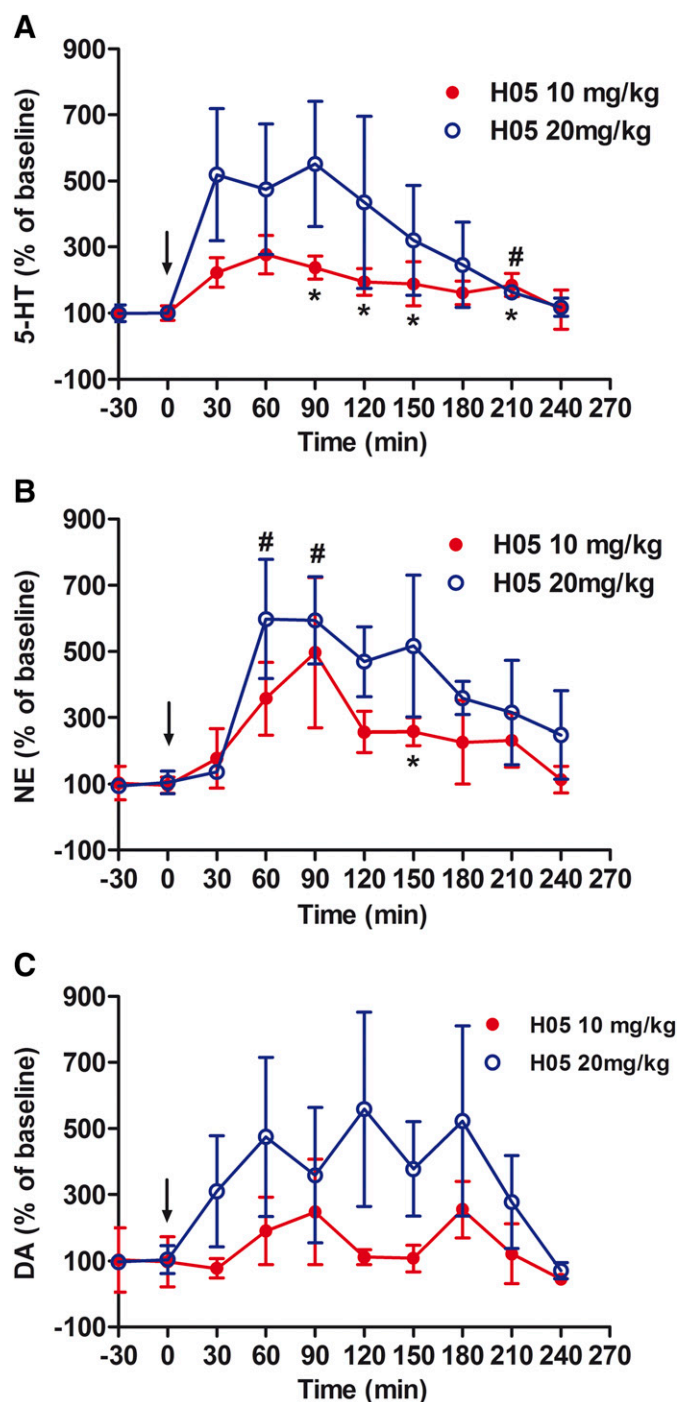 A
900
700
500
300
100
-100
5-HT (% of baseline)
H05 10 mg/kg
H05 20mg/kg
#
* * * *
-30 0 30 60 90 120 150 180 210 240 270
Time (min)
B
900
700
500
300
100
-100
NE (% of baseline)
H05 10 mg/kg
H05 20mg/kg
# #
*
-30 0 30 60 90 120 150 180 210 240 270
Time (min)
C
900
700
500
300
100
-100
DA (% of baseline)
H05 10 mg/kg
H05 20mg/kg
-30 0 30 60 90 120 150 180 210 240 270
Time (min)